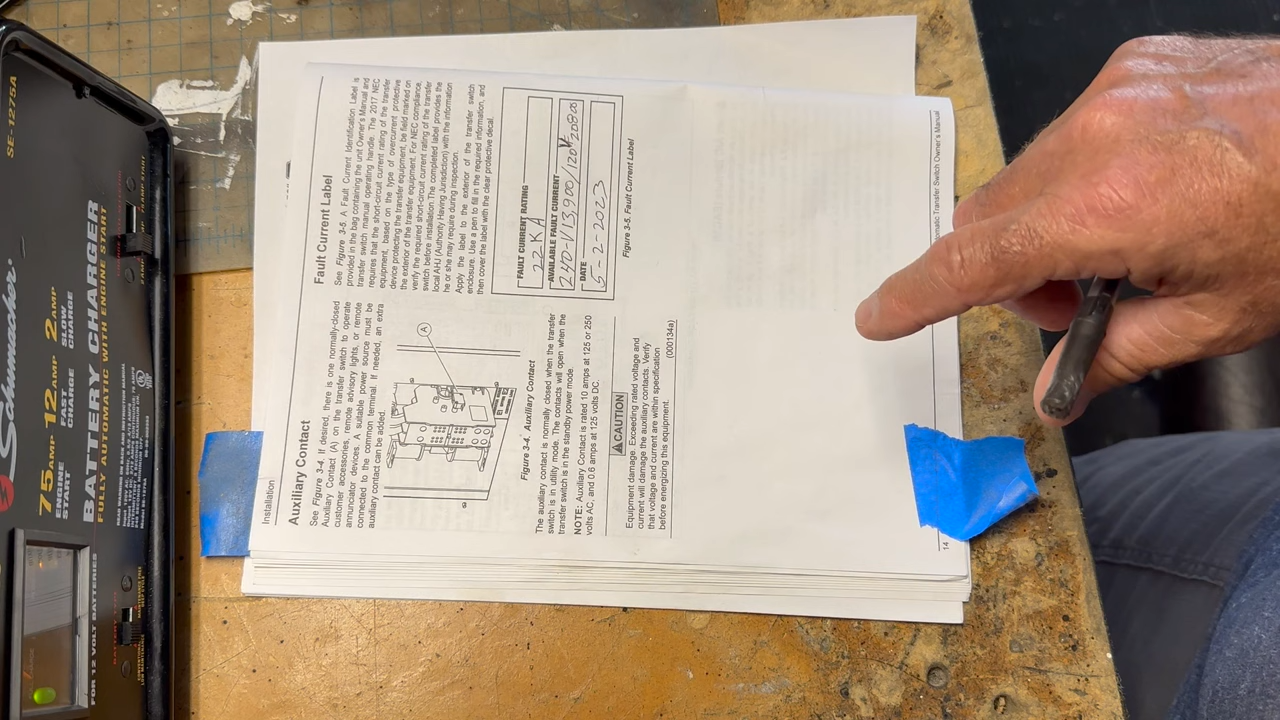 Installation
Auxiliary Contact
See Figure 3-4. If desired, there is one normally-closed
Auxiliary Contact (A) on the transfer switch to operate
customer accessories, remote advisory lights, or remote
annunciator devices. A suitable power source must be
connected to the common terminal. If needed, an extra
auxiliary contact can be added.
A
Figure 3-4. Auxiliary Contact
The auxiliary contact is normally closed when the transfer
switch is in utility mode. The contacts will open when the
transfer switch is in the standby power mode
NOTE: Auxiliary Contact is rated 10 amps at 125 or 250
volts AC, and 0.6 amps at 125 volts DC.
CAUTION
Equipment damage. Exceeding rated voltage and
current will damage the auxiliary contacts. Verify
that voltage and current are within specification
before energizing this equipment.
(000134a)
Fault Current Label
See Figure 3-5 A Fault Current Identification Label is
provided in the bag containing the unit Owner's Manual and
transfer switch manual operating handle. The 2017 NEC
requires that the short-circuit current rating of the transfer
equipment, based on the type of overcurrent protective
device protecting the transfer equipment, be field marked on
the exterior of the transfer equipment. For NEC compliance,
verify the required short-circuit current rating of the transfer
switch before installation. The completed label provides the
local AHJ (Authority Having Jurisdiction) with the information
he or she may require during inspection.
Apply the label to the exterior of the transfer switch
enclosure. Use a pen to fill in the required information, and
then cover the label with the clear protective decal.
FAULT CURRENT RATING
22KA
AVAILABLE FAULT CURRENT
240-V 13,900/120V 20820
DATE
5-2-2023
Figure 3-5. Fault Current Label
14
Transfer Switch Owner's Manual
SE-1275A
Schumacher
75AMP 12AMP 2AMP
ENGINE START
FAST CHARGE
SLOW CHARGE
BATTERY CHARGER
FULLY AUTOMATIC WITH ENGINE START
FOR 12 VOLT BATTERIES